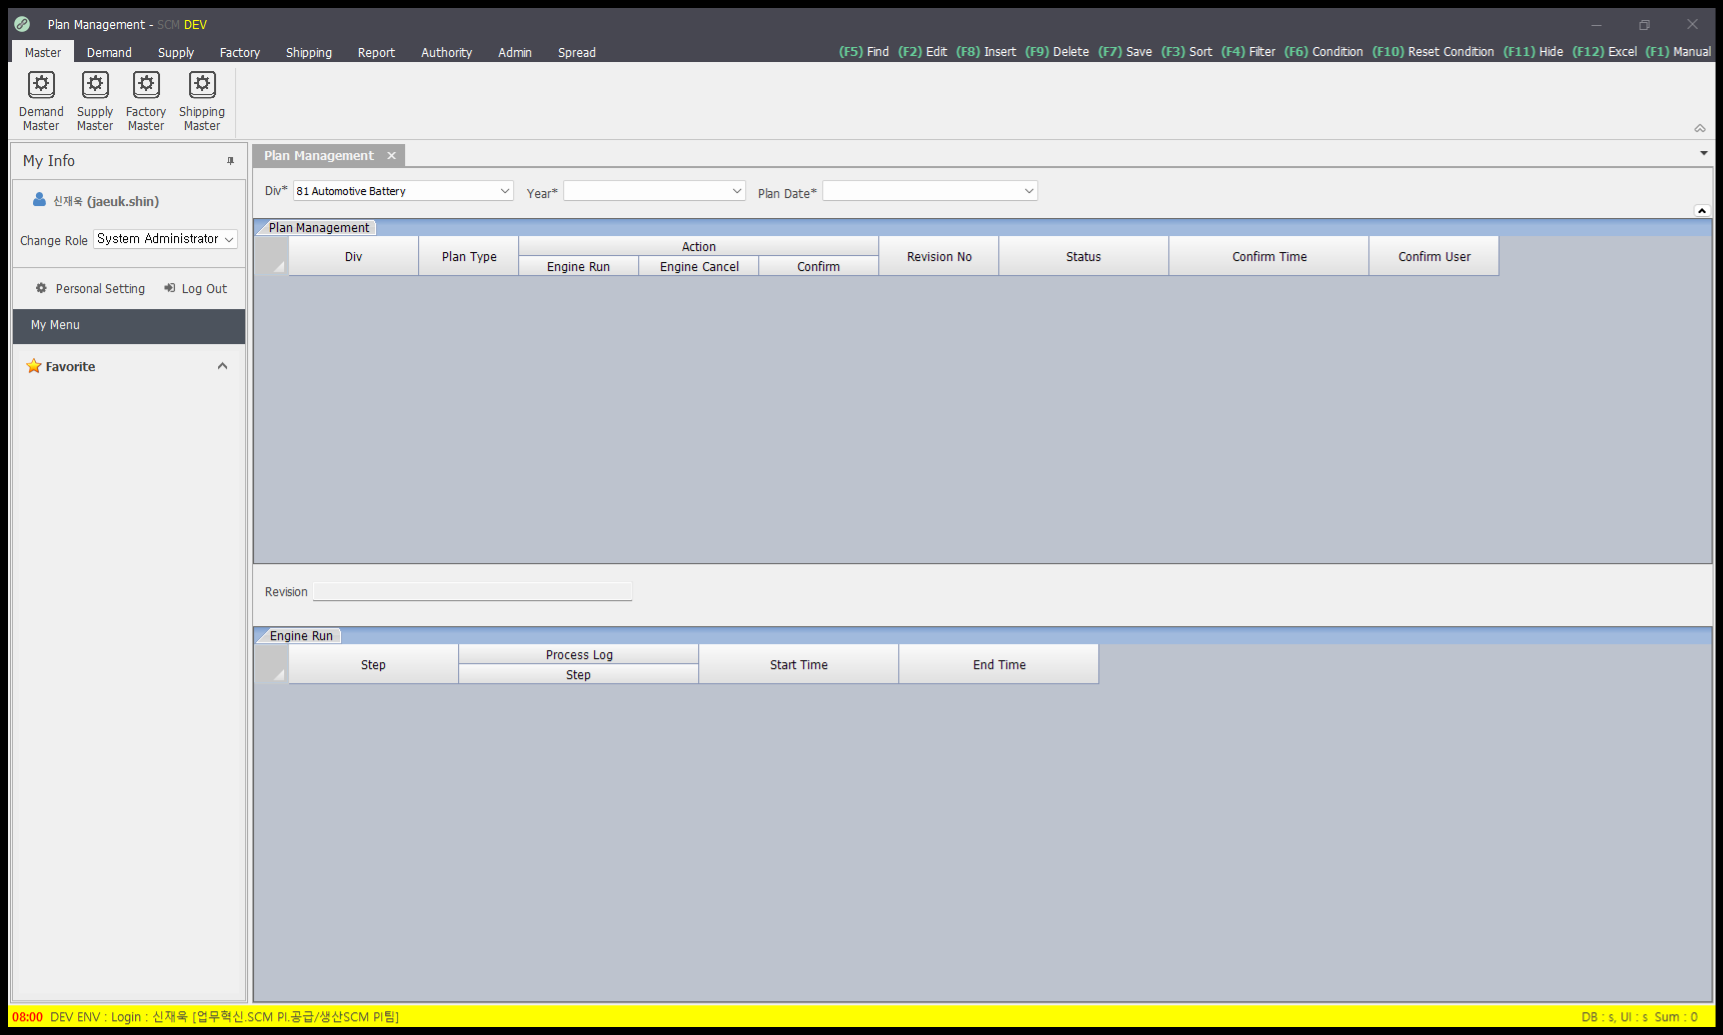 Plan Management - SCM DEV
Master Demand Supply Factory Shipping Report Authority Admin Spread (F5) Find (F2) Edit (F8) Insert (F9) Delete (F7) Save (F3) Sort (F4) Filter (F6) Condition (F10) Reset Condition (F11) Hide (F12) Excel (F1) Manual
Demand Master
Supply Master
Factory Master
Shipping Master
My Info
신재욱 (jaeuk.shin)
Change Role System Administrator
Personal Setting Log Out
My Menu
Favorite
Plan Management
Div* 81 Automotive Battery Year* Plan Date*
Plan Management
Div Plan Type Action Revision No Status Confirm Time Confirm User
Engine Run Engine Cancel Confirm
Revision
Engine Run
Step Process Log Start Time End Time
Step
08:00 DEV ENV : Login : 신재욱 [업무혁신.SCM PI.공급/생산SCM PI팀] DB : s, UI : s Sum : 0